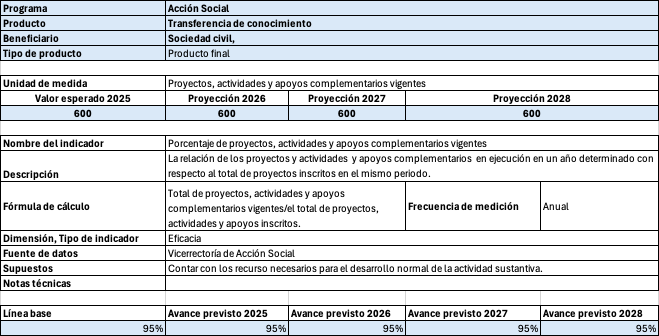 Programa Acción Social
Producto Transferencia de conocimiento
Beneficiario Sociedad civil,
Tipo de producto Producto final
Unidad de medida Proyectos, actividades y apoyos complementarios vigentes
Valor esperado 2025 Proyección 2026 Proyección 2027 Proyección 2028
600 600 600 600
Nombre del indicador Porcentaje de proyectos, actividades y apoyos complementarios vigentes
La relación de los proyectos y actividades y apoyos complementarios en ejecución en un año determinado con
Descripción respecto al total de proyectos inscritos en el mismo periodo.
Total de proyectos, actividades y apoyos
Fórmula de cálculo complementarios vigentes/el total de proyectos, Frecuencia de medición Anual
actividades y apoyos inscritos.
Dimensión, Tipo de indicador Eficacia
Fuente de datos Vicerrectoría de Acción Social
Supuestos Contar con los recurso necesarios para el desarrollo normal de la actividad sustantiva.
Notas técnicas
Línea base Avance previsto 2025 Avance previsto 2026 Avance previsto 2027 Avance previsto 2028
95% 95% 95% 95% 95%